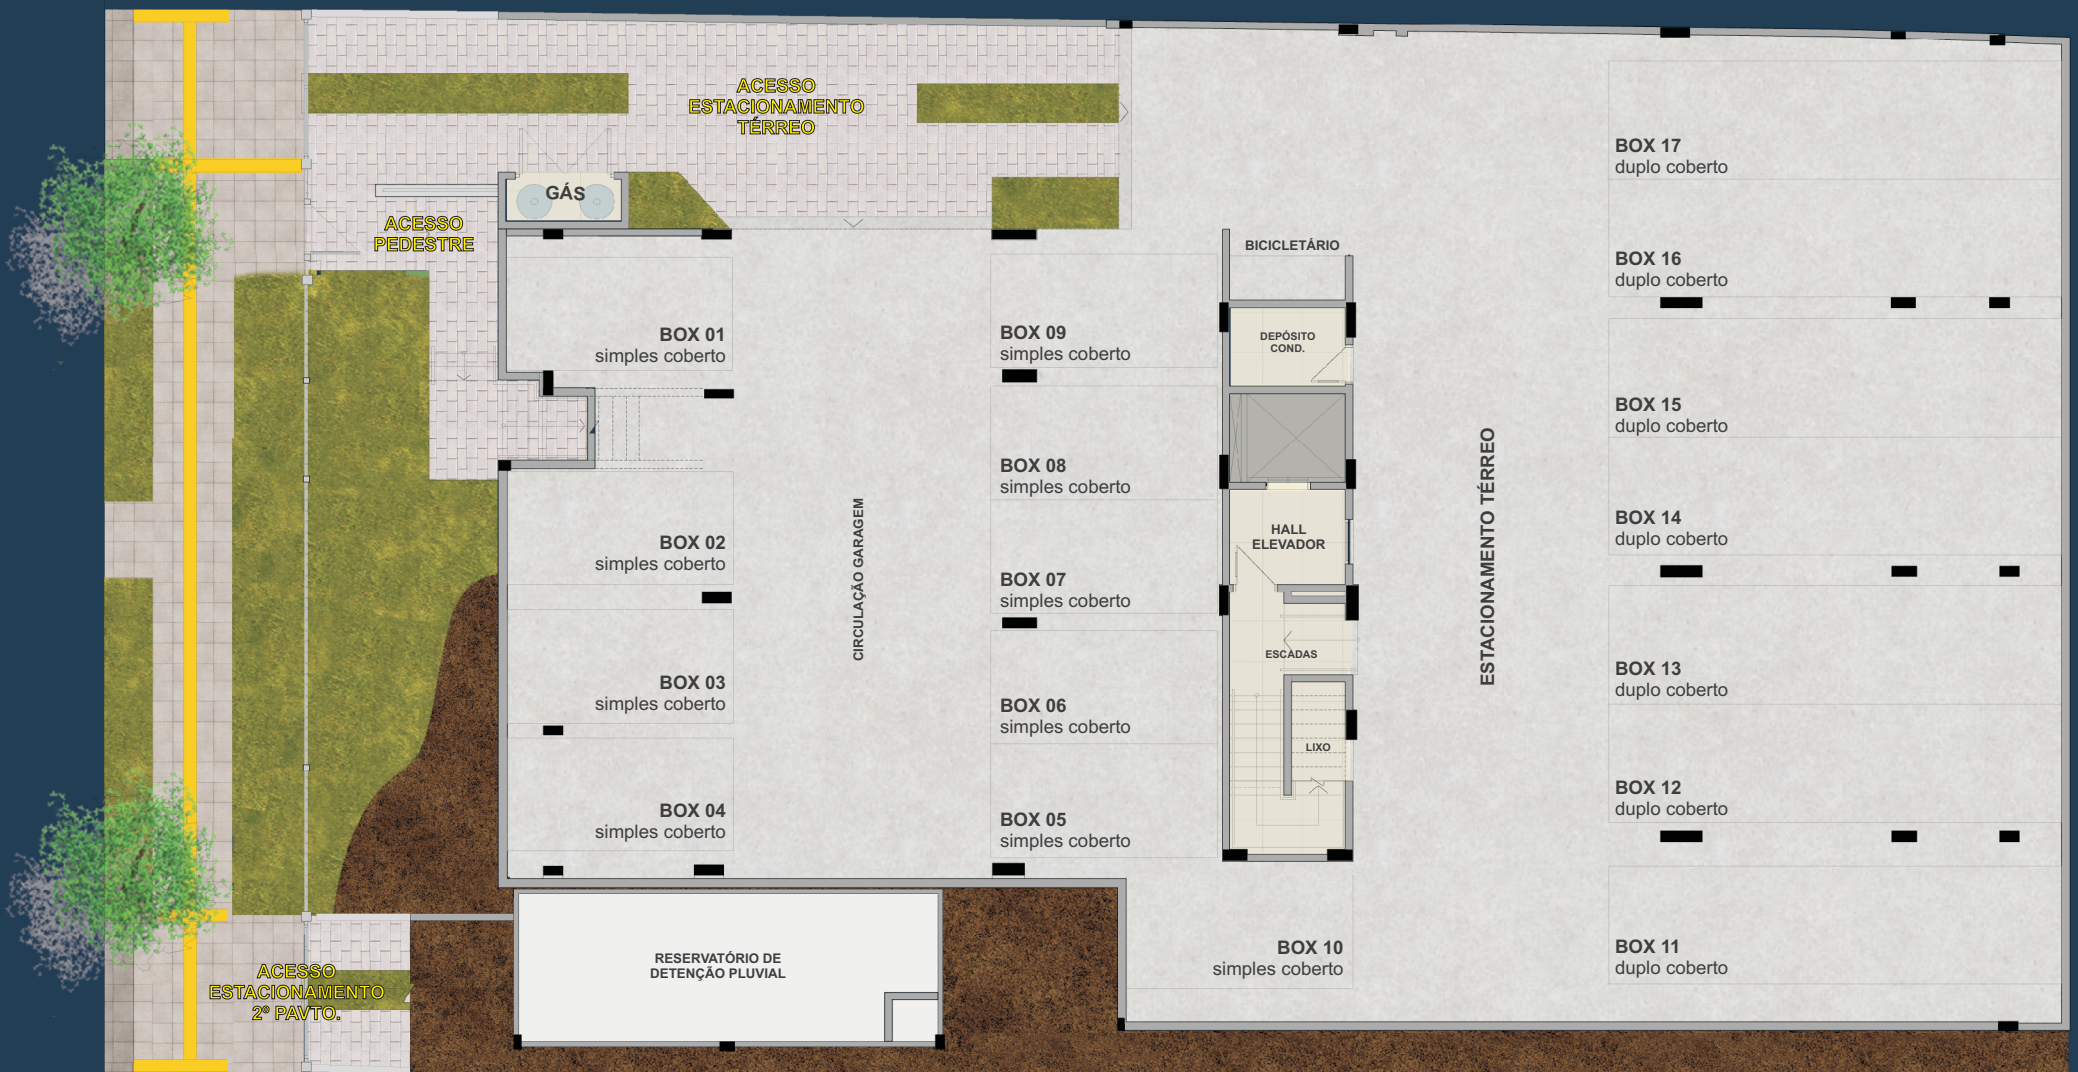 ACESSO
ESTACIONAMENTO
TÉRREO
GÁS
ACESSO
PEDESTRE
BICICLETÁRIO
BOX 17
duplo coberto
BOX 16
duplo coberto
BOX 01
simples coberto
BOX 09
simples coberto
DEPÓSITO
COND.
BOX 15
duplo coberto
BOX 08
simples coberto
BOX 14
duplo coberto
BOX 02
simples coberto
CIRCULAÇÃO GARAGEM
BOX 07
simples coberto
HALL
ELEVADOR
ESTACIONAMENTO TÉRREO
ESCADAS
BOX 03
simples coberto
BOX 06
simples coberto
BOX 13
duplo coberto
LIXO
BOX 04
simples coberto
BOX 05
simples coberto
BOX 12
duplo coberto
BOX 10
simples coberto
BOX 11
duplo coberto
RESERVATÓRIO DE
DETENÇÃO PLUVIAL
ACESSO
ESTACIONAMENTO
2º PAVTO.